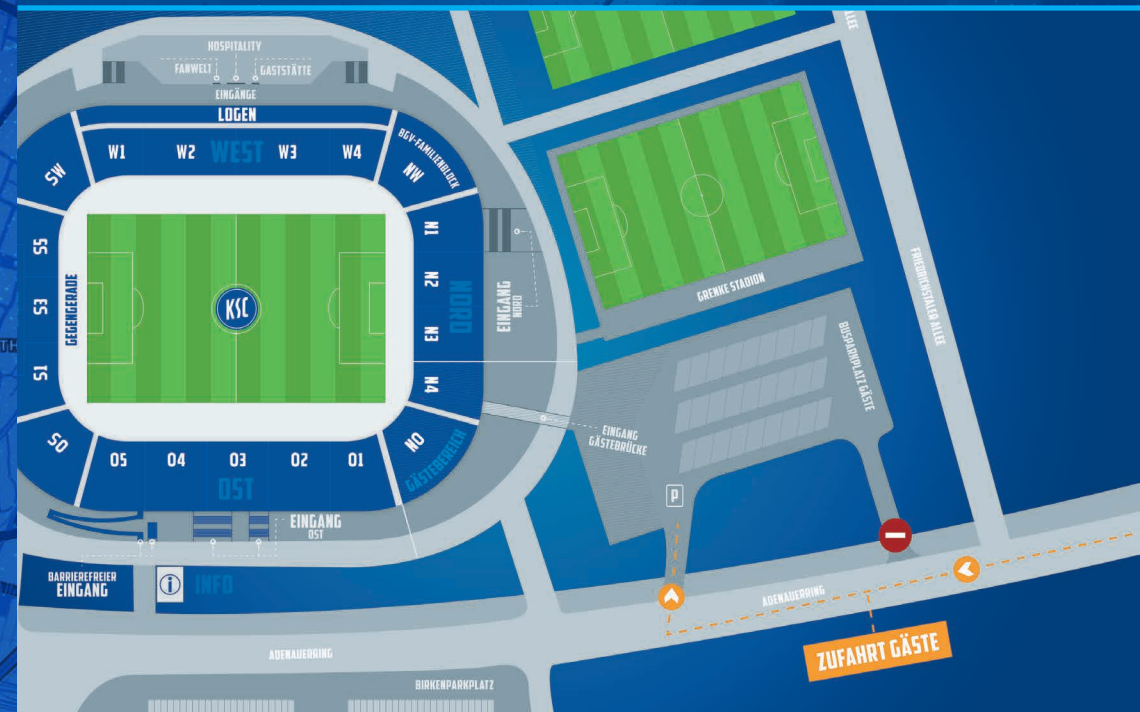 HOSPITALITY
FANWELT
GASTSTÄTTE
EINGÄNGE
LOGEN
W1
W2
WEST
W3
W4
BGV-FAMILIENBLOCK
NW
SW
S5
S3
S1
GEGENGERADE
SO
KSC
N1
N2
NORD
N3
N4
EINGANG
NORD
NO
GÄSTEBEREICH
O5
O4
O3
O2
O1
OST
EINGANG
OST
BARRIEREFREIER
EINGANG
i
INFO
EINGANG
GÄSTEBRÜCKE
GRENKE STADION
BUSPARKPLATZ GÄSTE
P
ALLEE
FRIEDRICHSTALER ALLEE
ADENAUERRING
ZUFAHRT GÄSTE
ADENAUERRING
BIRKENPARKPLATZ